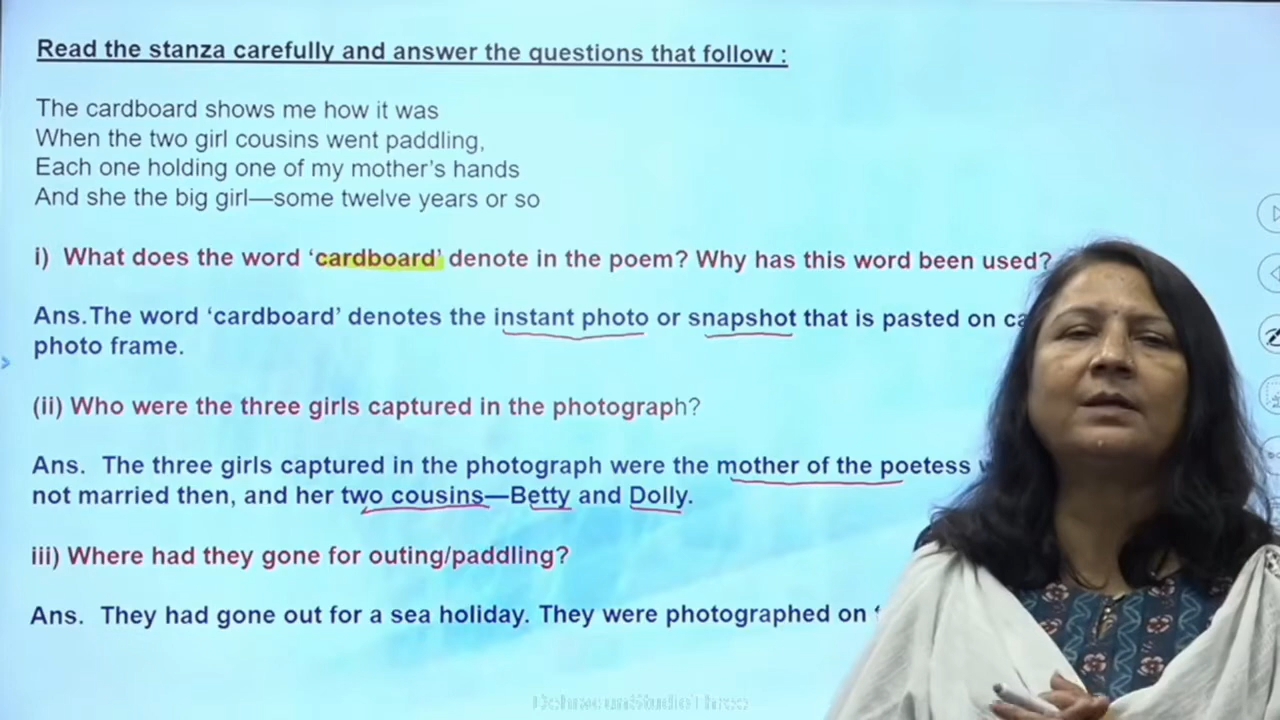 Read the stanza carefully and answer the questions that follow :
The cardboard shows me how it was
When the two girl cousins went paddling,
Each one holding one of my mother's hands
And she the big girl—some twelve years or so
i) What does the word ‘cardboard’ denote in the poem? Why has this word been used?
Ans.The word ‘cardboard’ denotes the instant photo or snapshot that is pasted on
photo frame.
(ii) Who were the three girls captured in the photograph?
Ans. The three girls captured in the photograph were the mother of the poetess
not married then, and her two cousins—Betty and Dolly.
iii) Where had they gone for outing/paddling?
Ans. They had gone out for a sea holiday. They were photographed on